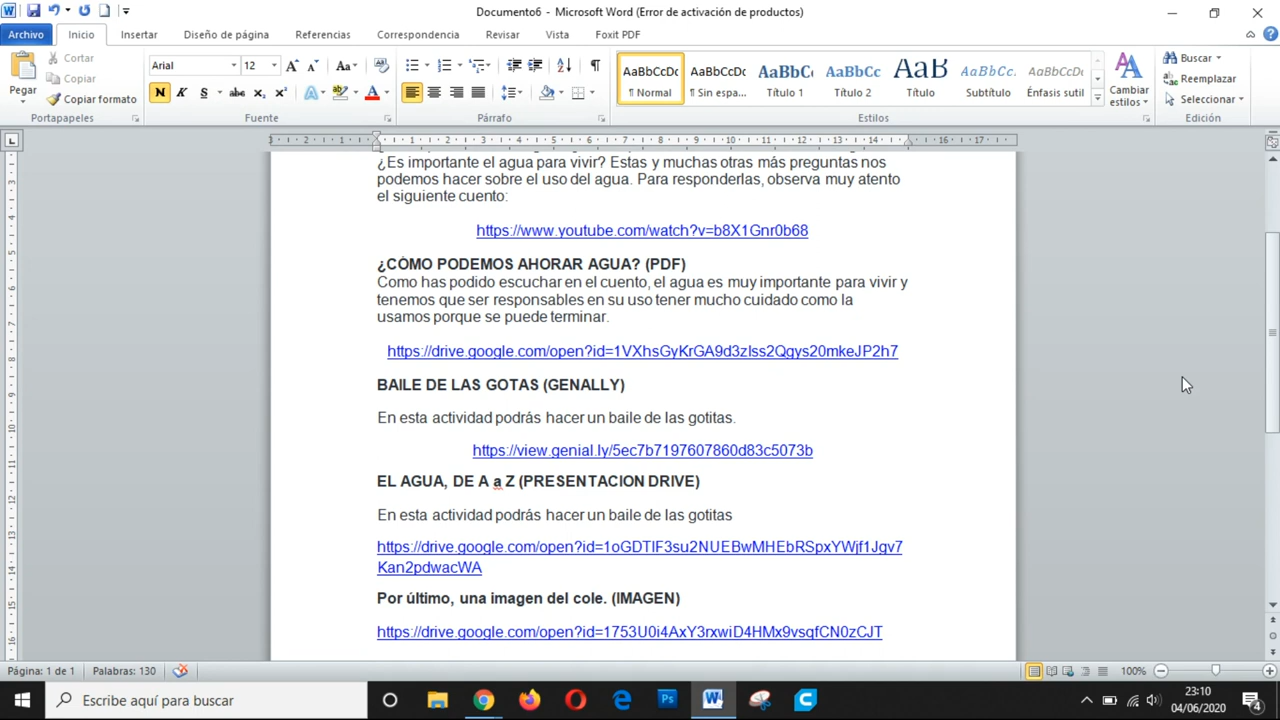 Documento6 - Microsoft Word (Error de activación de productos)
Archivo Inicio Insertar Diseño de página Referencias Correspondencia Revisar Vista Foxit PDF
Pegar
Cortar
Copiar
Copiar formato
Portapapeles
Arial 12
Fuente
Párrafo
AaBbCcDc AaBbCcDc AaBbC AaBbCc AaB AaBbCc. AaBbCcDc
¶ Normal ¶ Sin espa... Título 1 Título 2 Título Subtítulo Énfasis sutil
Cambiar estilos
Estilos
Buscar
Reemplazar
Seleccionar
Edición
¿Es importante el agua para vivir? Estas y muchas otras más preguntas nos
podemos hacer sobre el uso del agua. Para responderlas, observa muy atento
el siguiente cuento:
https://www.youtube.com/watch?v=b8X1Gnr0b68
¿CÓMO PODEMOS AHORAR AGUA? (PDF)
Como has podido escuchar en el cuento, el agua es muy importante para vivir y
tenemos que ser responsables en su uso tener mucho cuidado como la
usamos porque se puede terminar.
https://drive.google.com/open?id=1VXhsGyKrGA9d3zIss2Qgys20mkeJP2h7
BAILE DE LAS GOTAS (GENALLY)
En esta actividad podrás hacer un baile de las gotitas.
https://view.genial.ly/5ec7b7197607860d83c5073b
EL AGUA, DE A a Z (PRESENTACION DRIVE)
En esta actividad podrás hacer un baile de las gotitas
https://drive.google.com/open?id=1oGDTIF3su2NUEBwMHEbRSpxYWjf1Jgv7
Kan2pdwacWA
Por último, una imagen del cole. (IMAGEN)
https://drive.google.com/open?id=1753U0i4AxY3rxwiD4HMx9vsqfCN0zCJT
Página: 1 de 1 Palabras: 130 100%
Escribe aquí para buscar
23:10
04/06/2020